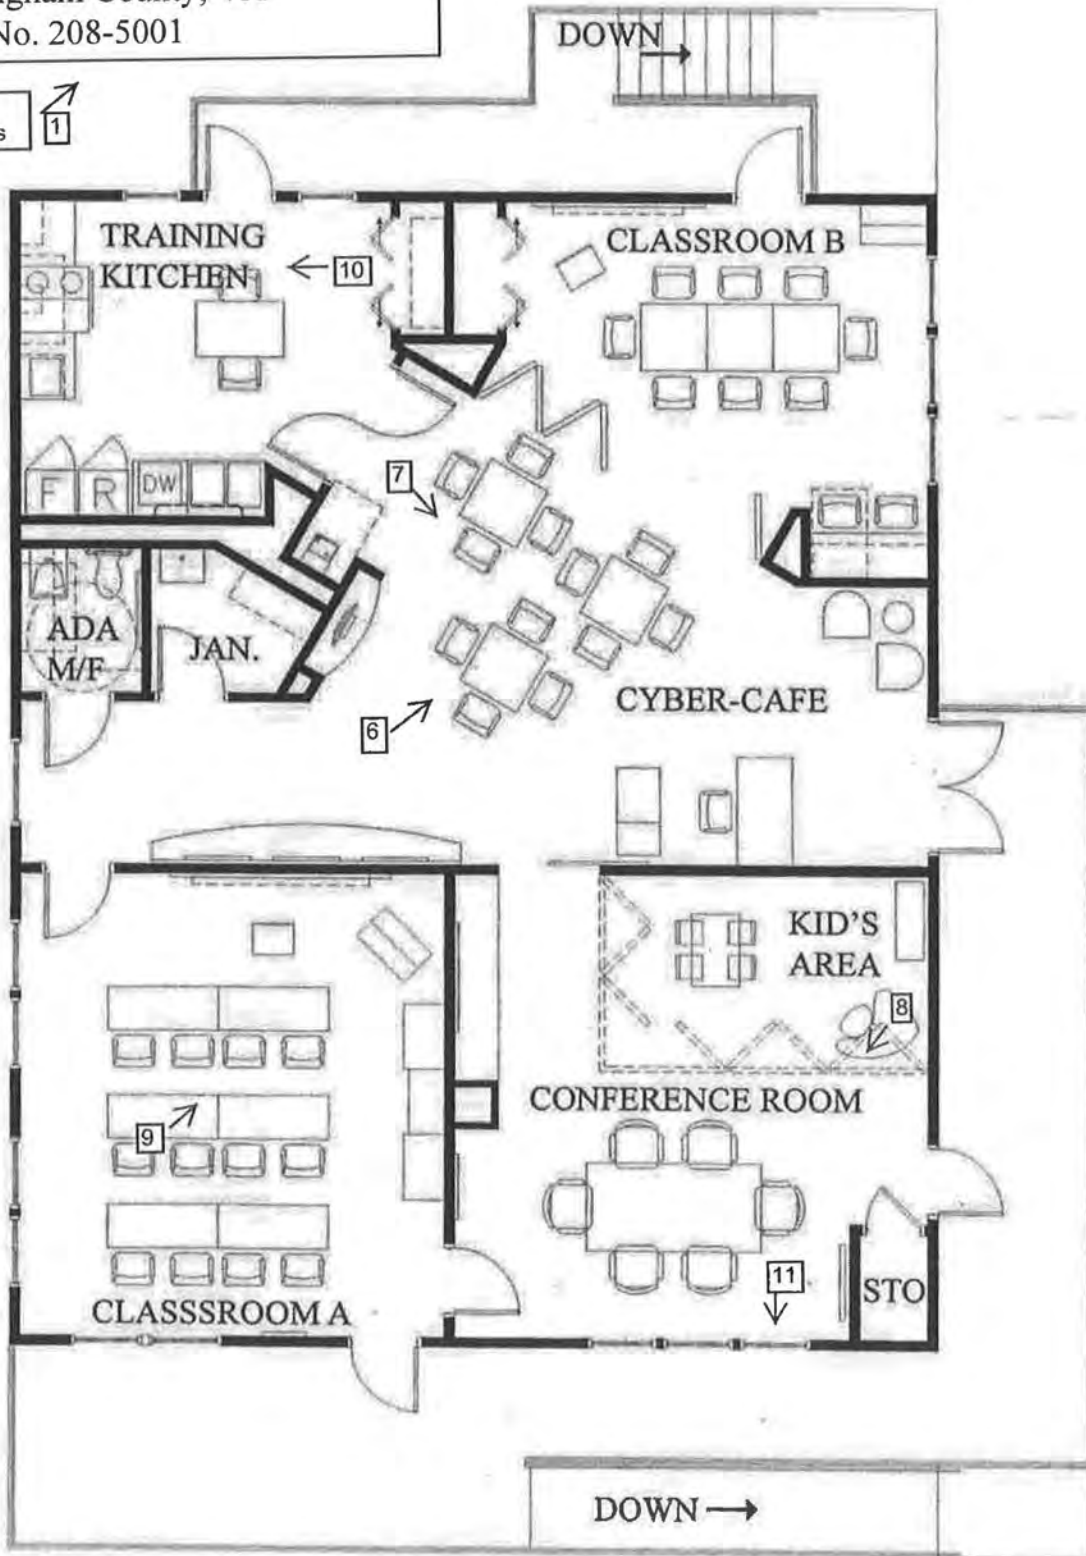 County,
No. 208-5001
1
DOWN
TRAINING
KITCHEN
10
CLASSROOM B
7
F R DW
ADA
M/F
JAN.
6
CYBER-CAFE
KID'S
AREA
8
CONFERENCE ROOM
9
11
STO
CLASSSROOM A
DOWN